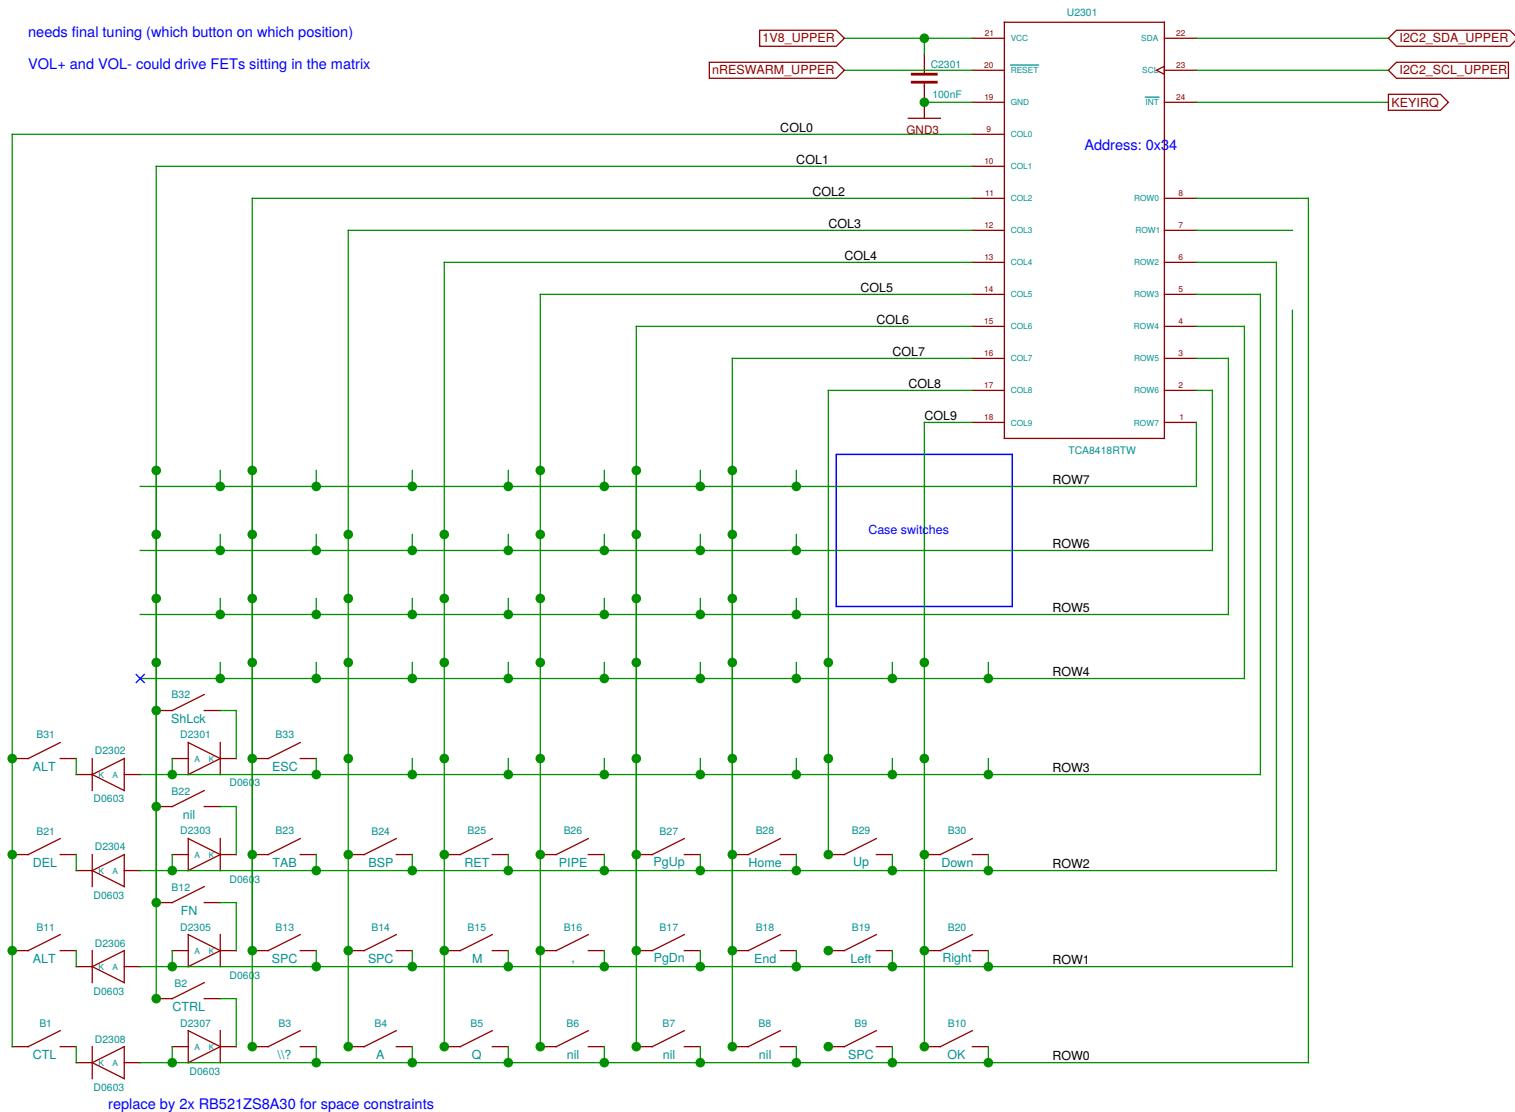 U2301
needs final tuning (which button on which position)
1V8_UPPER
21
VCC
SDA
22
I2C2_SDA_UPPER
VOL+ and VOL- could drive FETs sitting in the matrix
nRESWARM_UPPER
C2301
20
RESET
SCL
23
I2C2_SCL_UPPER
100nF
19
GND
INT
24
KEYIRQ
GND3
COL0
9
COL0
Address: 0x34
COL1
10
COL1
COL2
11
COL2
ROW0
8
COL3
12
COL3
ROW1
7
COL4
13
COL4
ROW2
6
COL5
14
COL5
ROW3
5
COL6
15
COL6
ROW4
4
COL7
16
COL7
ROW5
3
COL8
17
COL8
ROW6
2
COL9
18
COL9
ROW7
1
TCA8418RTW
ROW7
Case switches
ROW6
ROW5
ROW4
B32
ShLck
B31
D2302
D2301
B33
ALT
K A
A K
ESC
ROW3
D0603
D0603
B22
nil
B21
D2304
D2303
B23
B24
B25
B26
B27
B28
B29
B30
DEL
K A
A K
TAB
BSP
RET
PIPE
PgUp
Home
Up
Down
ROW2
D0603
D0603
B12
FN
B11
D2306
D2305
B13
B14
B15
B16
B17
B18
B19
B20
ALT
K A
A K
SPC
SPC
M
,
PgDn
End
Left
Right
ROW1
D0603
D0603
B2
CTRL
B1
D2308
D2307
B3
B4
B5
B6
B7
B8
B9
B10
CTL
K A
A K
\\?
A
Q
nil
nil
nil
SPC
OK
ROW0
D0603
D0603
replace by 2x RB521ZS8A30 for space constraints